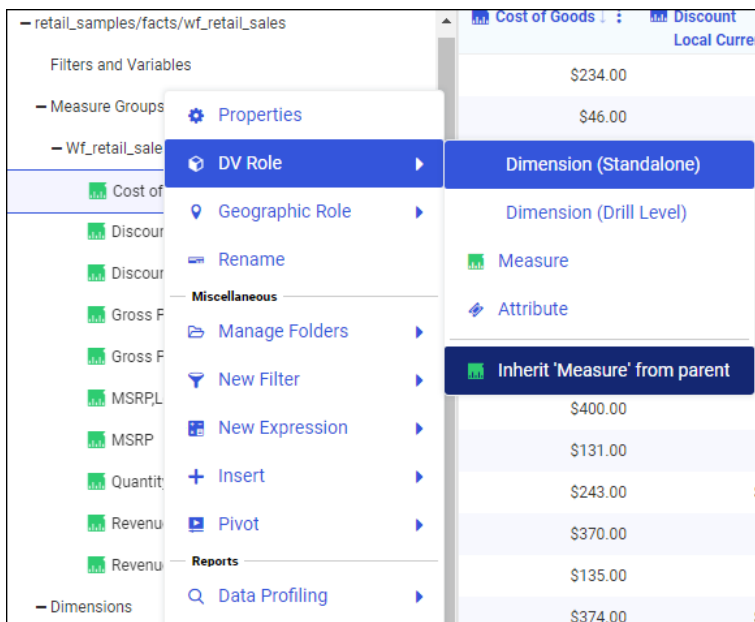 retail_samples/facts/wf_retail_sales
Filters and Variables
Measure Groups
Wf_retail_sale
Cost of
Discour
Discour
Gross P
Gross P
MSRP,L
MSRP
Quantit
Revenu
Revenu
Dimensions
Properties
DV Role
Geographic Role
Rename
Miscellaneous
Manage Folders
New Filter
New Expression
Insert
Pivot
Reports
Data Profiling
Dimension (Standalone)
Dimension (Drill Level)
Measure
Attribute
Inherit 'Measure' from parent
Cost of Goods
Discount
Local Curre
$234.00
$46.00
$400.00
$131.00
$243.00
$370.00
$135.00
$374.00